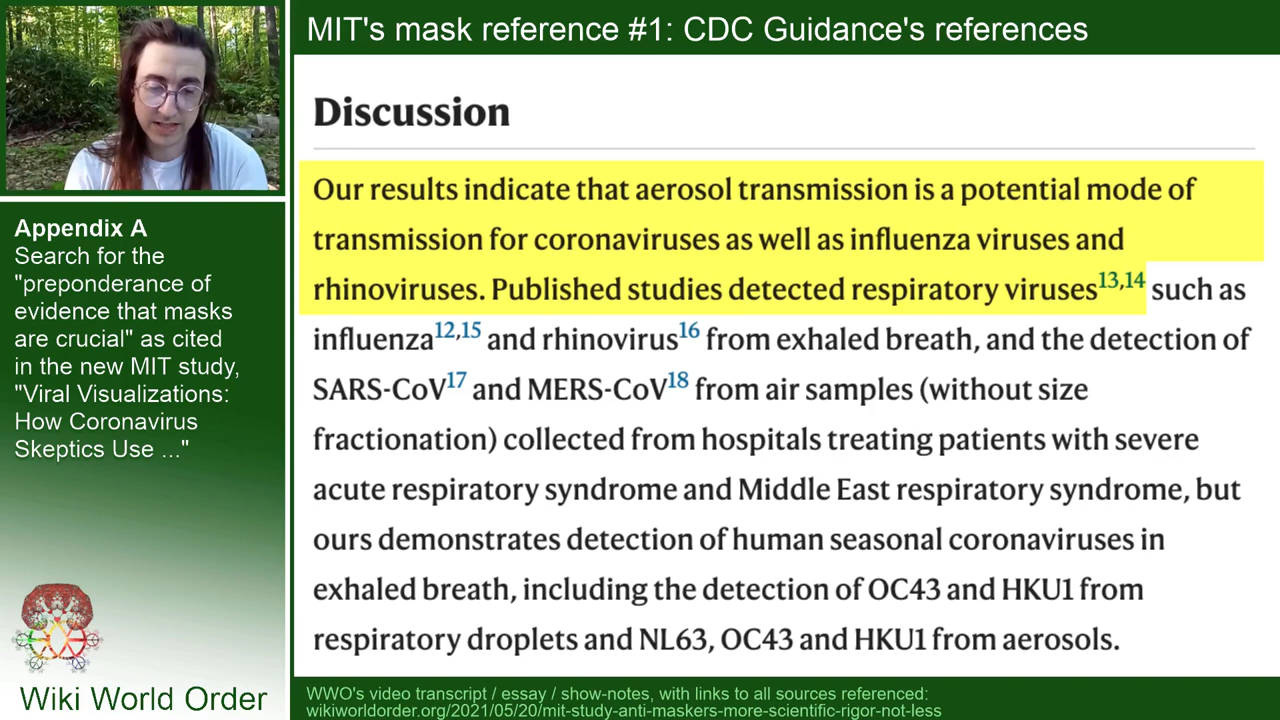 MIT's mask reference #1: CDC Guidance's references
Discussion
Our results indicate that aerosol transmission is a potential mode of
transmission for coronaviruses as well as influenza viruses and
rhinoviruses. Published studies detected respiratory viruses13,14 such as
influenza12,15 and rhinovirus16 from exhaled breath, and the detection of
SARS-CoV17 and MERS-CoV18 from air samples (without size
fractionation) collected from hospitals treating patients with severe
acute respiratory syndrome and Middle East respiratory syndrome, but
ours demonstrates detection of human seasonal coronaviruses in
exhaled breath, including the detection of OC43 and HKU1 from
respiratory droplets and NL63, OC43 and HKU1 from aerosols.
Appendix A
Search for the
"preponderance of
evidence that masks
are crucial" as cited
in the new MIT study,
"Viral Visualizations:
How Coronavirus
Skeptics Use ..."
Wiki World Order
WWO's video transcript / essay / show-notes, with links to all sources referenced:
wikiworldorder.org/2021/05/20/mit-study-anti-maskers-more-scientific-rigor-not-less